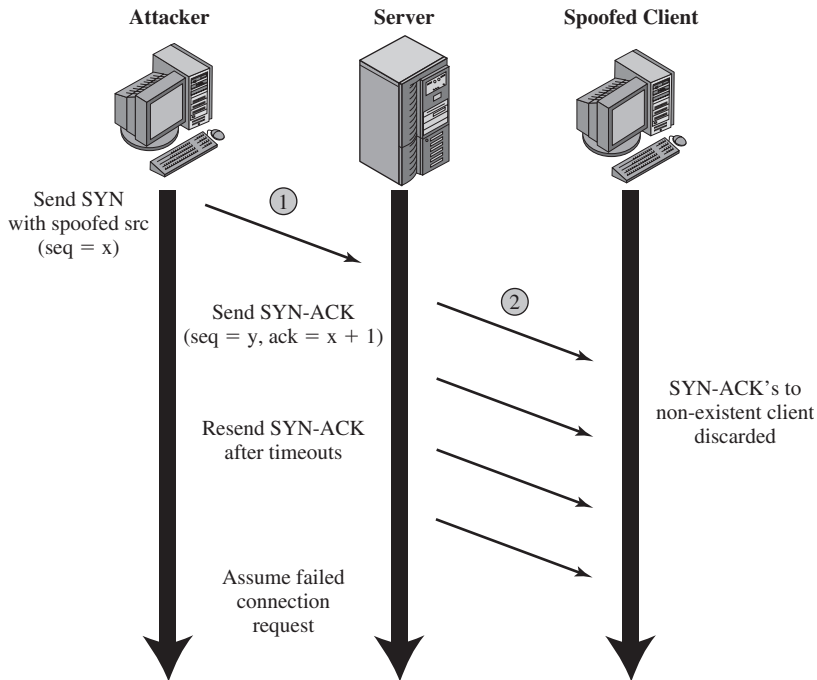 Attacker
Server
Spoofed Client
Send SYN
with spoofed src
(seq = x)
1
Send SYN-ACK
(seq = y, ack = x + 1)
2
SYN-ACK's to
non-existent client
discarded
Resend SYN-ACK
after timeouts
Assume failed
connection
request